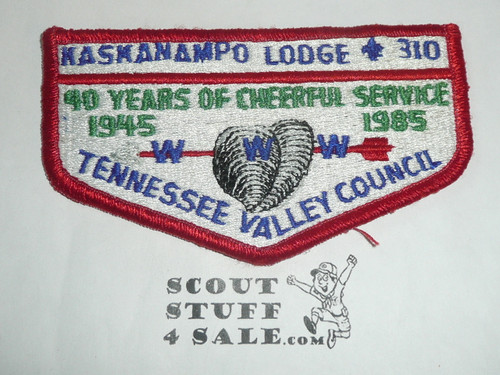 KASKANAMPO LODGE ⚜ 310
40 YEARS OF CHEERFUL SERVICE
1945 1985
W W W
TENNESSEE VALLEY COUNCIL
SCOUT
STUFF
4 SALE.com